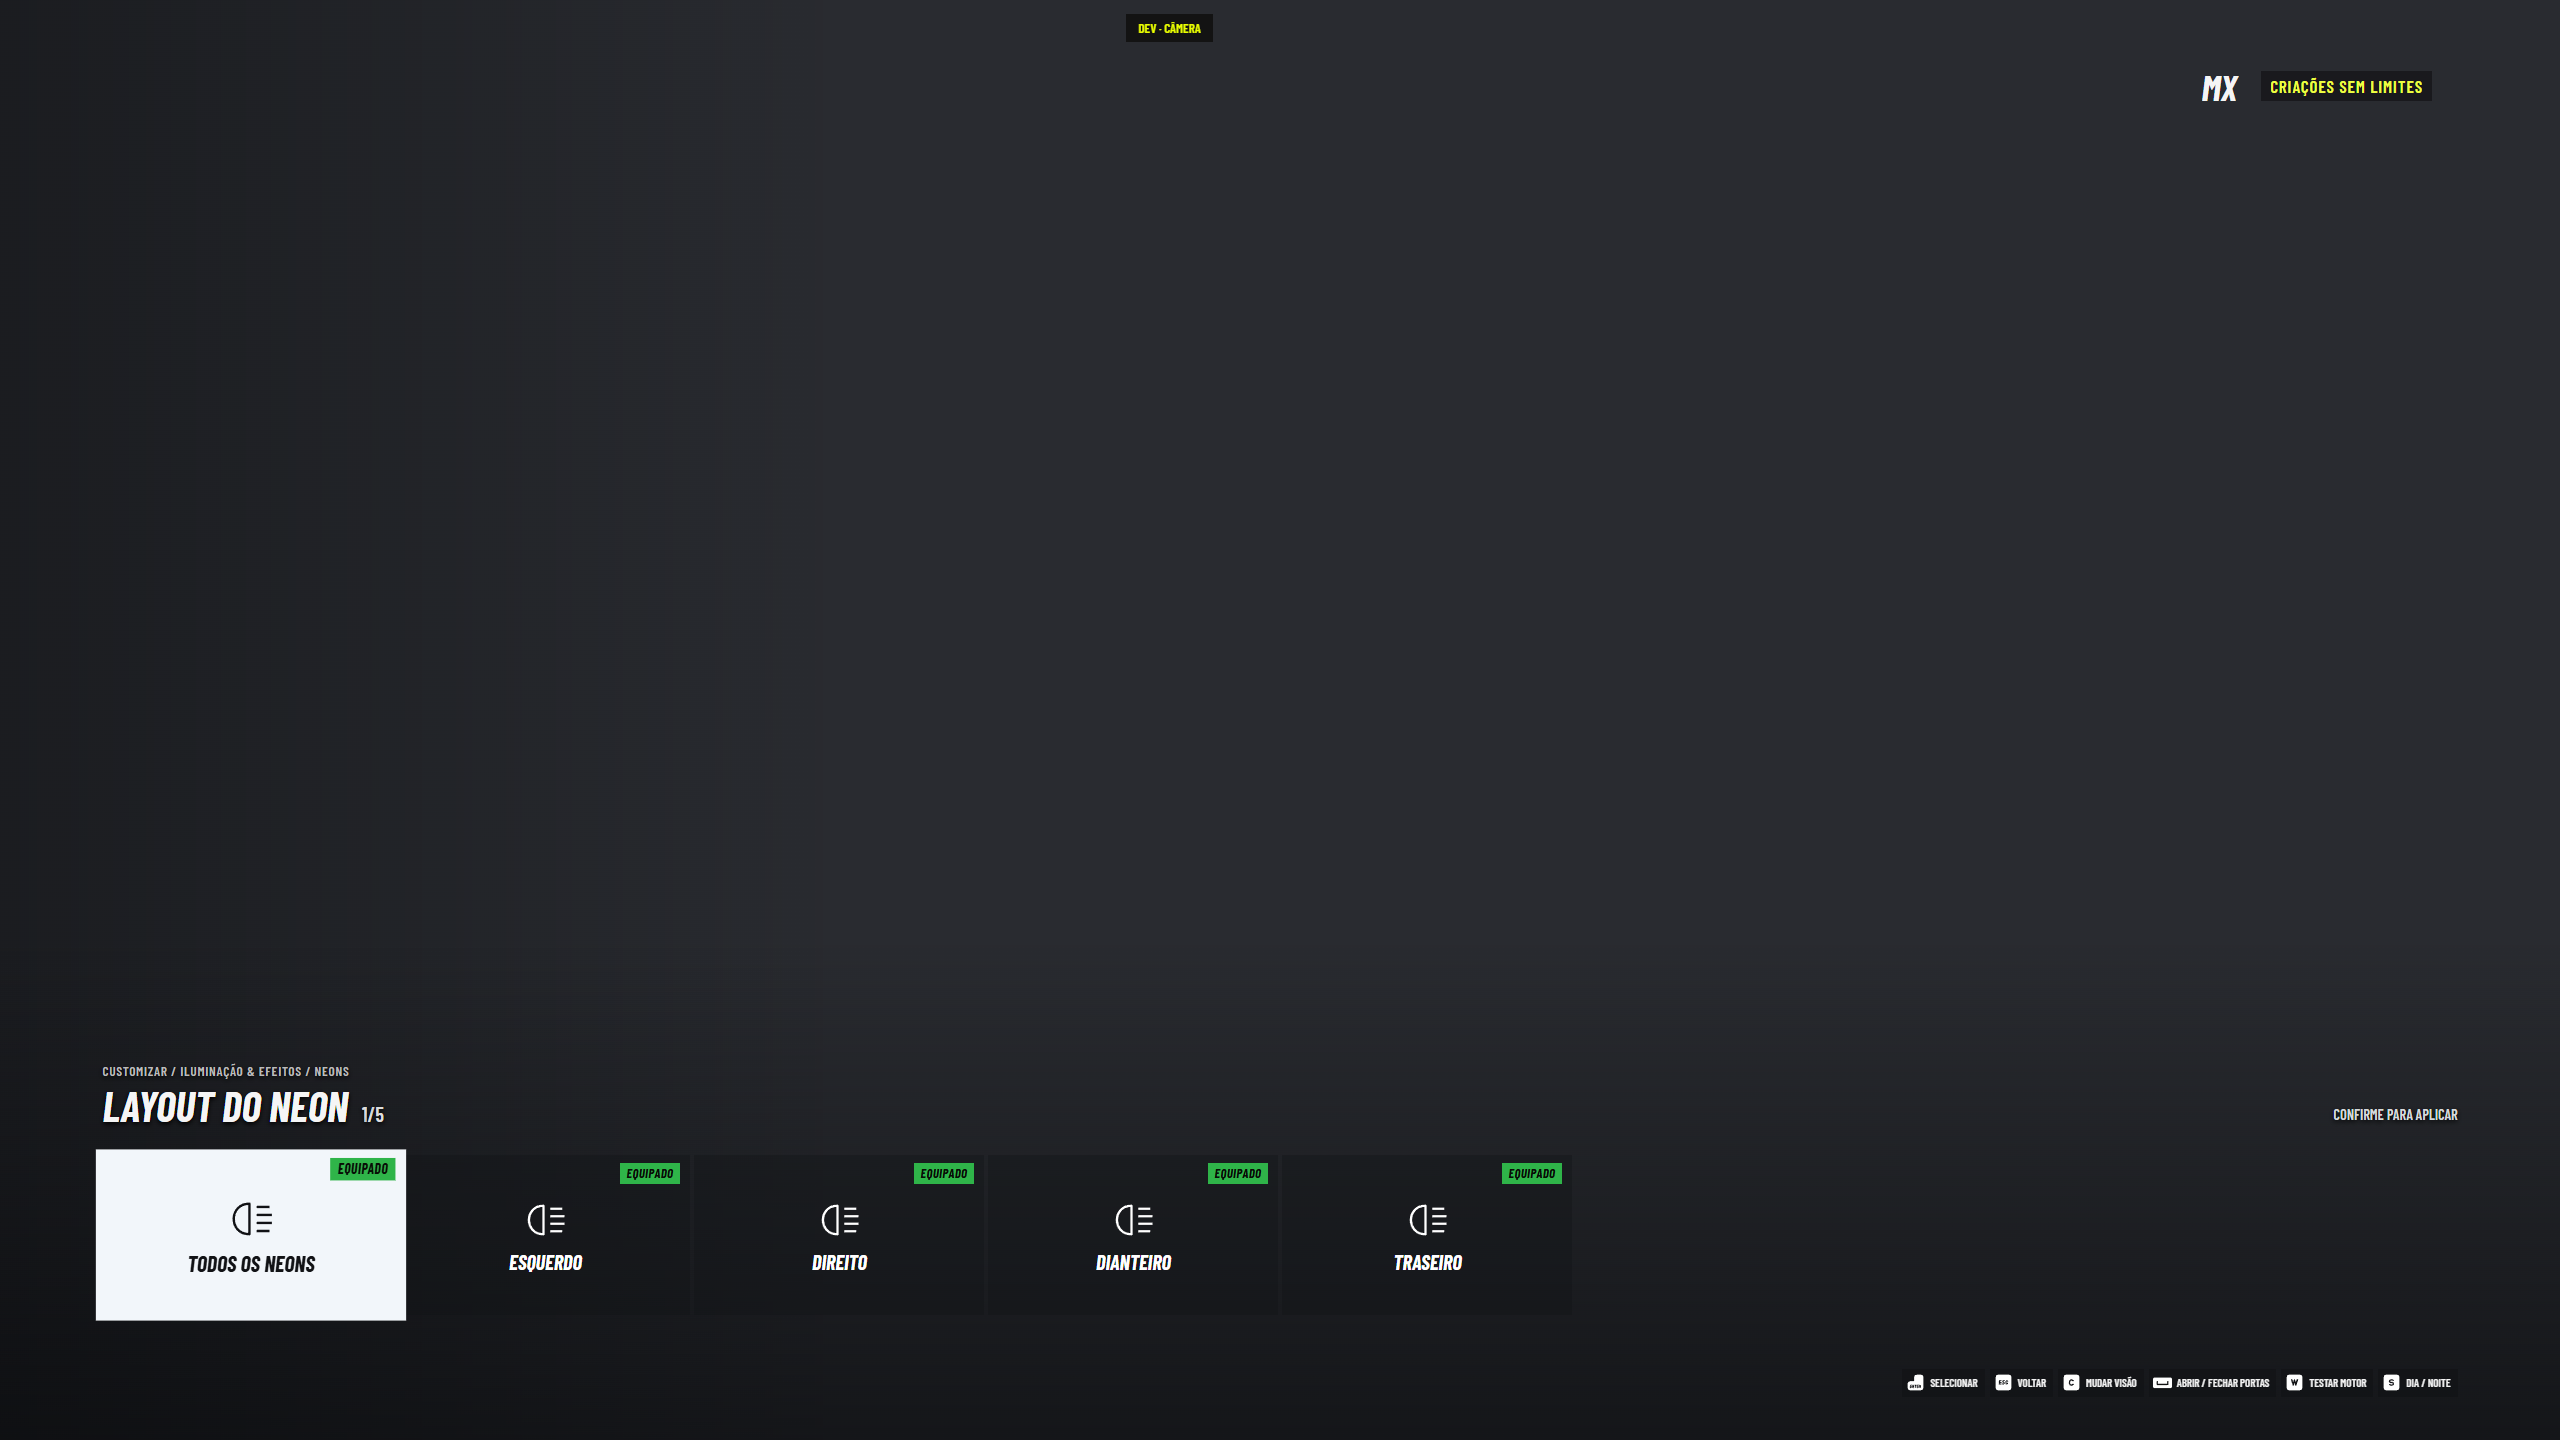 DEV - CÂMERA
MX CRIAÇÕES SEM LIMITES
CUSTOMIZAR / ILUMINAÇÃO & EFEITOS / NEONS
LAYOUT DO NEON 1/5
CONFIRME PARA APLICAR
EQUIPADO EQUIPADO EQUIPADO EQUIPADO EQUIPADO
TODOS OS NEONS ESQUERDO DIREITO DIANTEIRO TRASEIRO
ENTER SELECIONAR ESC VOLTAR C MUDAR VISÃO ABRIR / FECHAR PORTAS W TESTAR MOTOR S DIA / NOITE